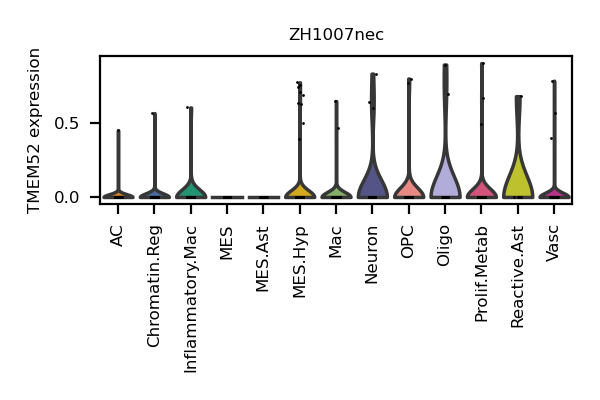 ZH1007nec
TMEM52 expression
0.5
0.0
AC
Chromatin.Reg
Inflammatory.Mac
MES
MES.Ast
MES.Hyp
Mac
Neuron
OPC
Oligo
Prolif.Metab
Reactive.Ast
Vasc